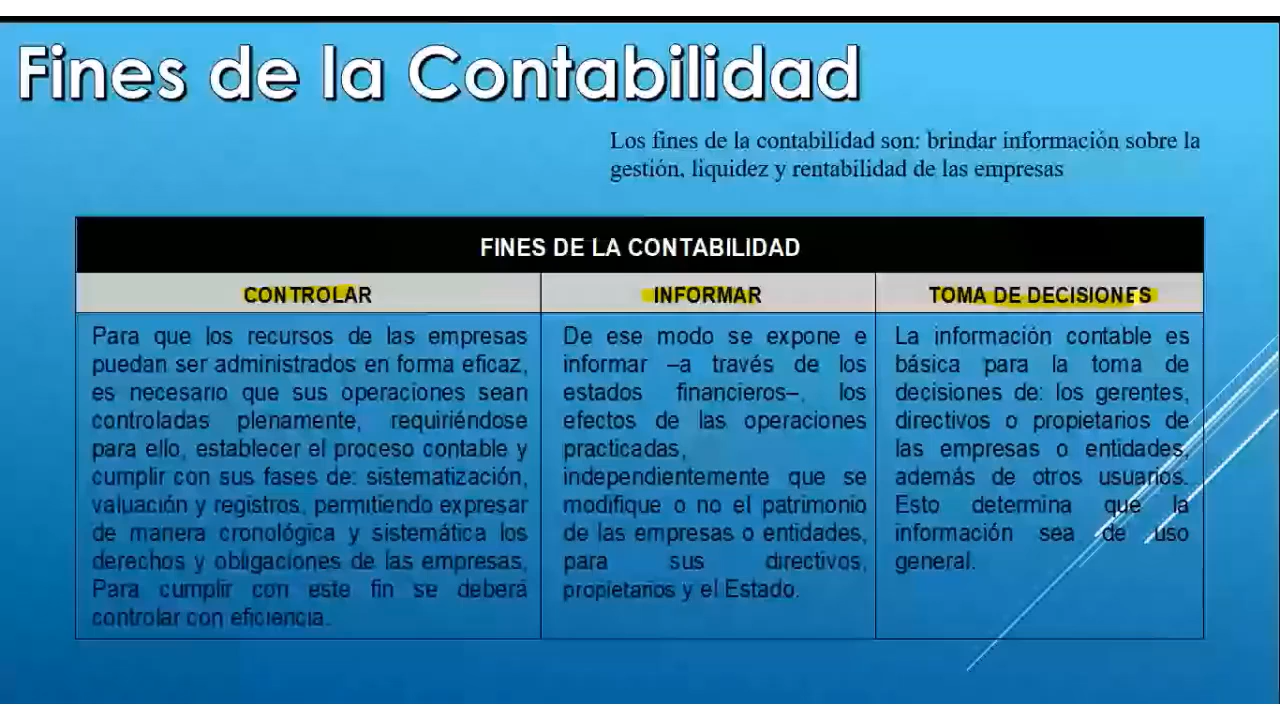 Fines de la Contabilidad
Los fines de la contabilidad son: brindar información sobre la
gestión, liquidez y rentabilidad de las empresas
FINES DE LA CONTABILIDAD
CONTROLAR
Para que los recursos de las empresas
puedan ser administrados en forma eficaz,
es necesario que sus operaciones sean
controladas plenamente, requiriéndose
para ello, establecer el proceso contable y
cumplir con sus fases de: sistematización,
valuación y registros, permitiendo expresar
de manera cronológica y sistemática los
derechos y obligaciones de las empresas,
Para cumplir con este fin se deberá
controlar con eficiencia.
INFORMAR
De ese modo se expone e
informar –a través de los
estados financieros–, los
efectos de las operaciones
practicadas,
independientemente que se
modifique o no el patrimonio
de las empresas o entidades,
para sus directivos,
propietarios y el Estado.
TOMA DE DECISIONES
La información contable es
básica para la toma de
decisiones de: los gerentes,
directivos o propietarios de
las empresas o entidades,
además de otros usuarios.
Esto determina que la
información sea de uso
general.